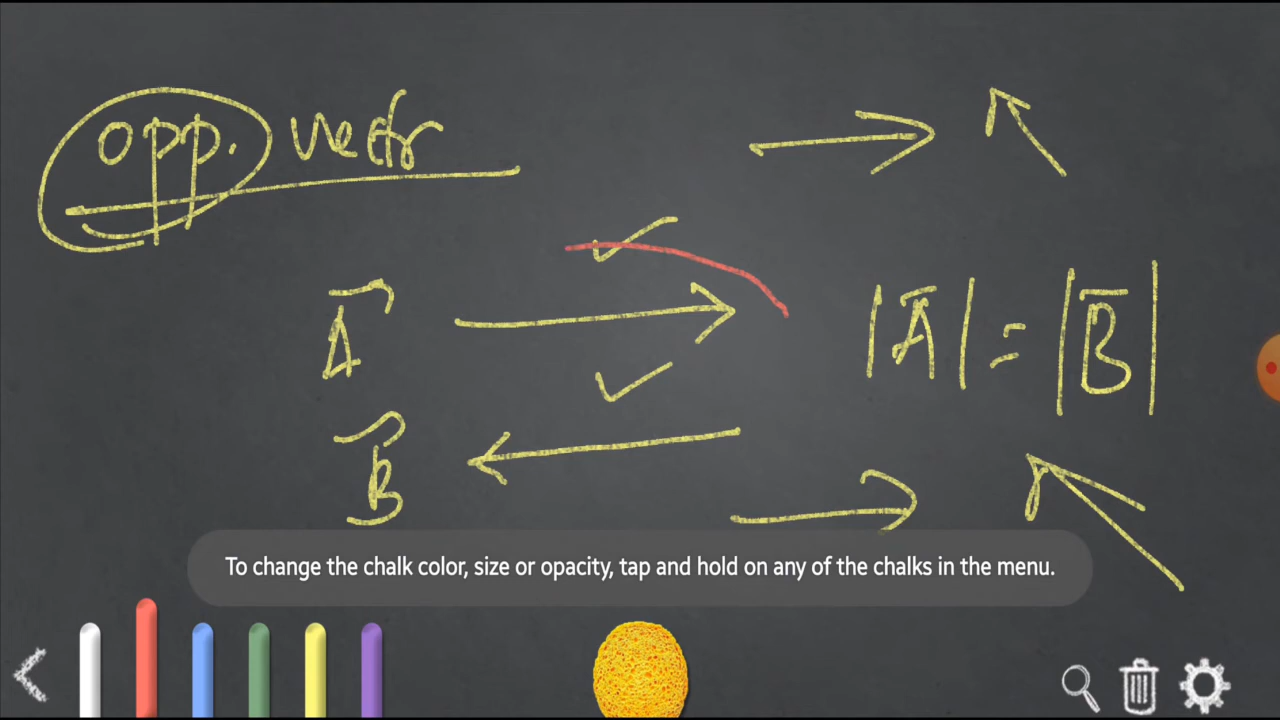 opp. vectr
A
|A| = |B|
B
To change the chalk color, size or opacity, tap and hold on any of the chalks in the menu.